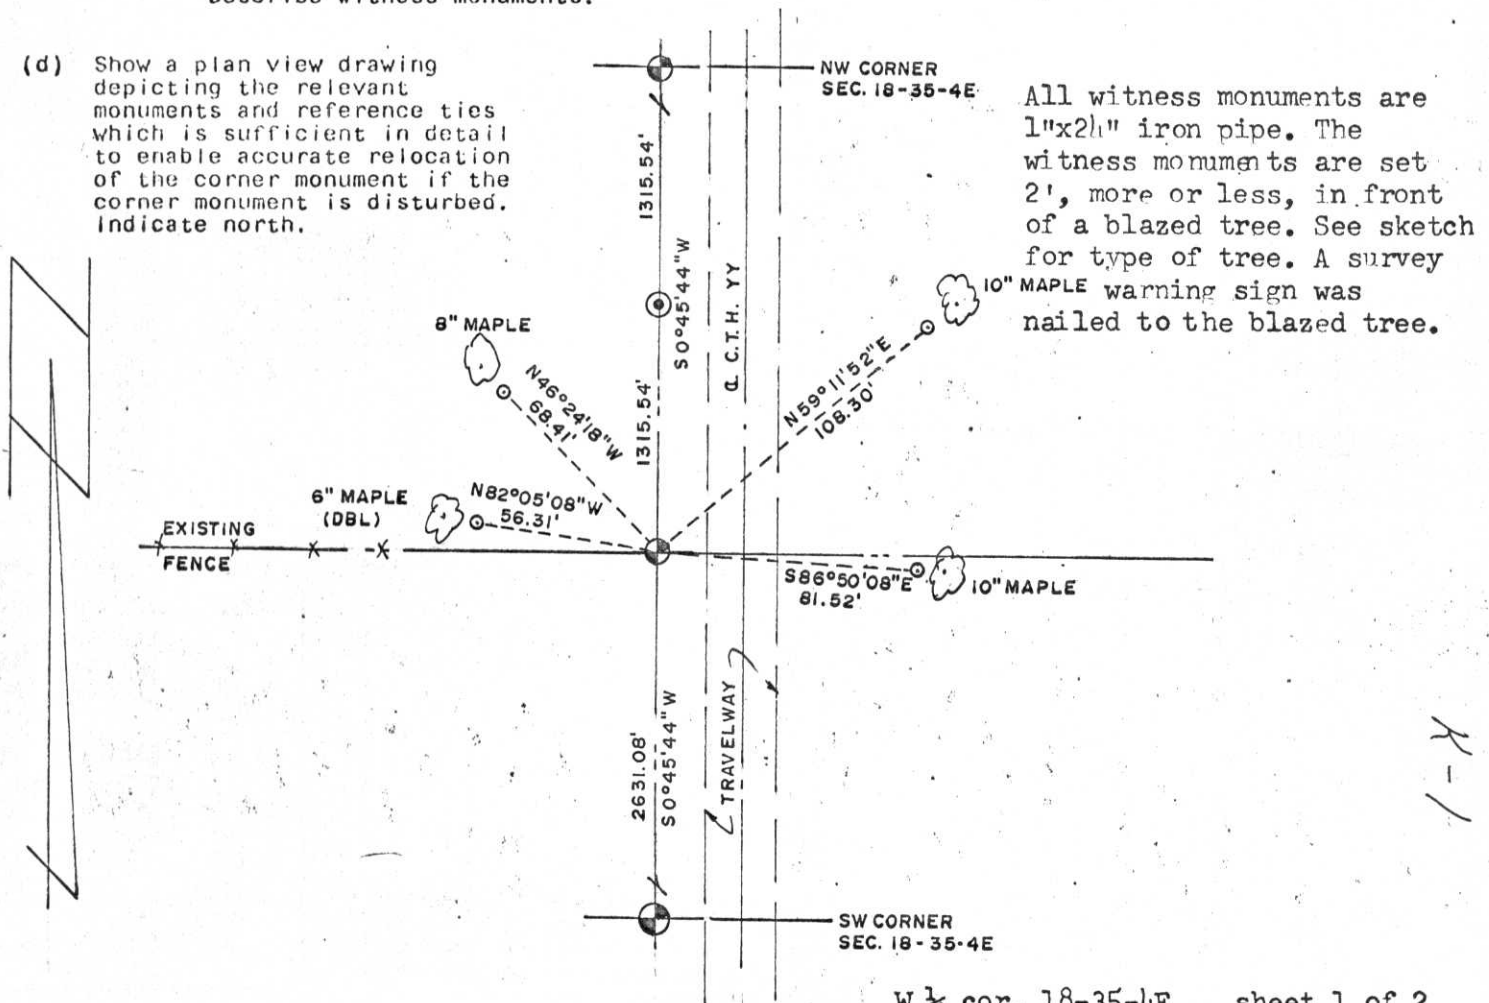 Describe witness monuments.
(d) Show a plan view drawing
depicting the relevant
monuments and reference ties
which is sufficient in detail
to enable accurate relocation
of the corner monument if the
corner monument is disturbed.
Indicate north.
NW CORNER
SEC. 18-35-4E
All witness monuments are
1"x24" iron pipe. The
witness monuments are set
2', more or less, in front
of a blazed tree. See sketch
for type of tree. A survey
warning sign was
nailed to the blazed tree.
1315.54'
S0°45'44"W
1315.54'
℄ C.T.H. YY
10" MAPLE
N59°11'52"E
108.30'
8" MAPLE
N46°24'18"W
68.41'
6" MAPLE
(DBL)
N82°05'08"W
56.31'
EXISTING
FENCE
S86°50'08"E
81.52'
10" MAPLE
2631.08'
S0°45'44"W
TRAVELWAY
K-1
SW CORNER
SEC. 18-35-4E
W ¼ cor. 18-35-4E sheet 1 of 2